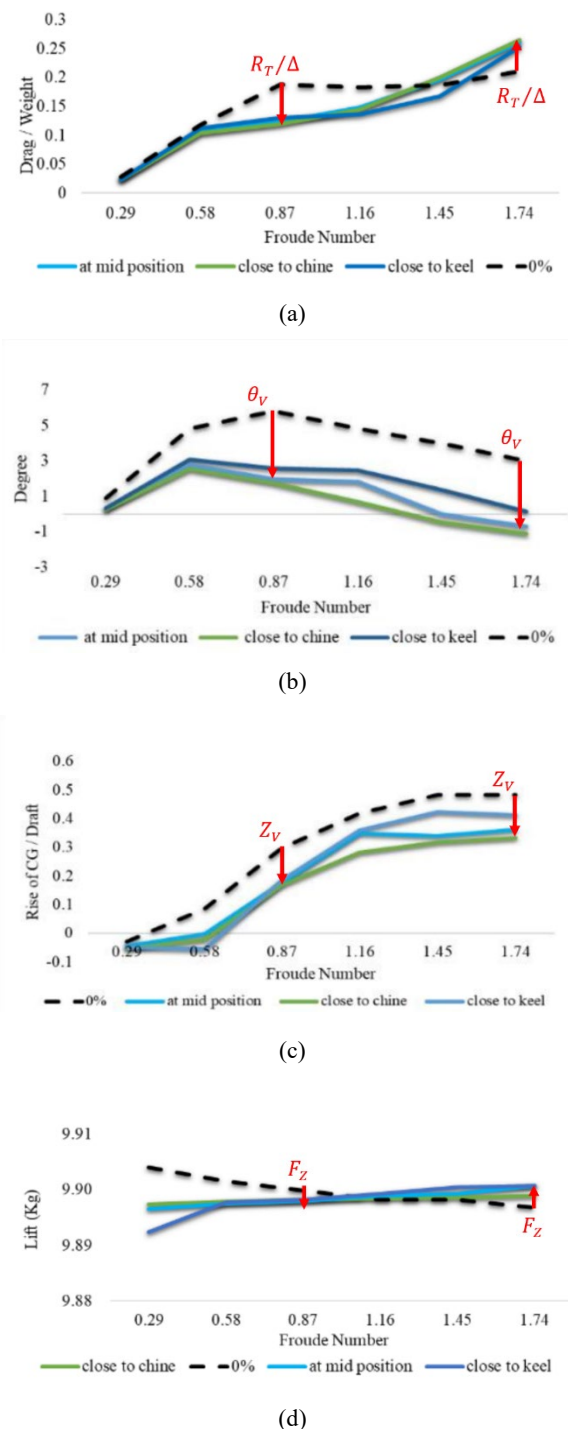 0.3
0.25
0.2
0.15
0.1
0.05
0
Drag / Weight
R_T/Δ
R_T/Δ
0.29 0.58 0.87 1.16 1.45 1.74
Froude Number
at mid position close to chine close to keel 0%
(a)
7
5
3
1
-1
-3
Degree
θ_V
θ_V
0.29 0.58 0.87 1.16 1.45 1.74
Froude Number
at mid position close to chine close to keel 0%
(b)
0.6
0.5
0.4
0.3
0.2
0.1
0
-0.1
Rise of CG / Draft
Z_V
Z_V
0.29 0.58 0.87 1.16 1.45 1.74
Froude Number
0% at mid position close to chine close to keel
(c)
9.91
9.90
9.89
9.88
Lift (Kg)
F_Z
F_Z
0.29 0.58 0.87 1.16 1.45 1.74
Froude Number
close to chine 0% at mid position close to keel
(d)